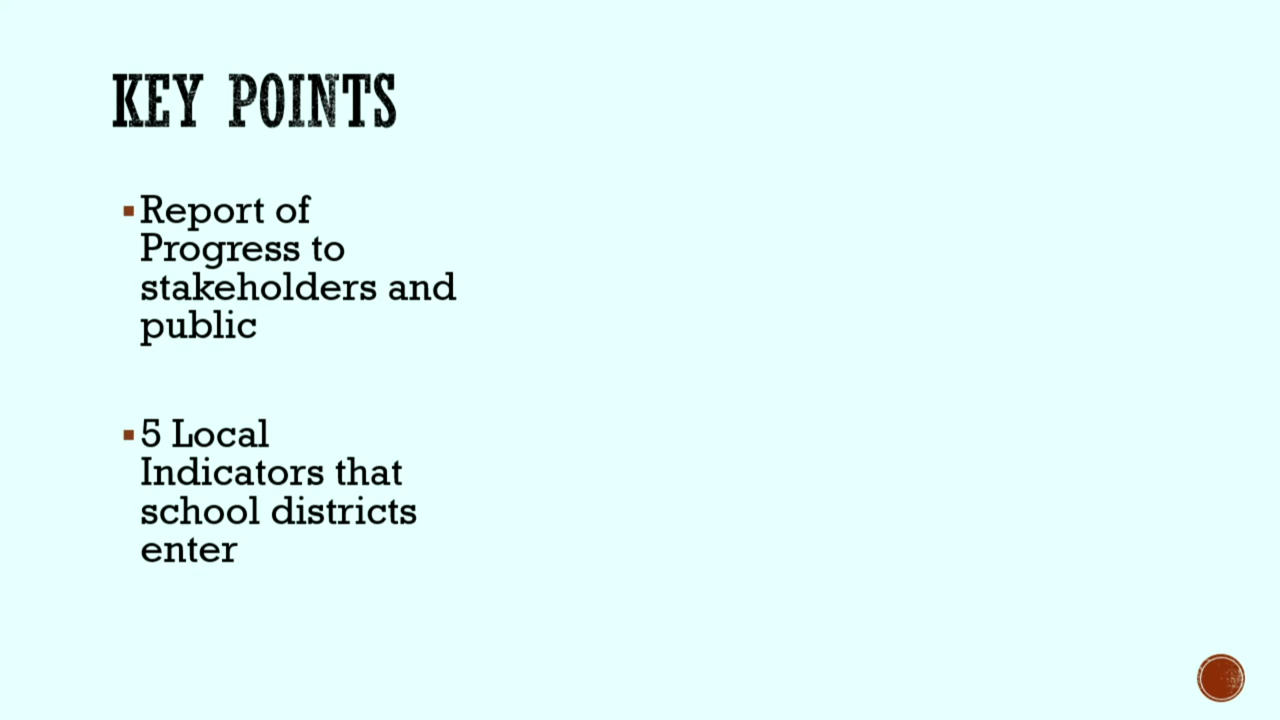 KEY POINTS
▪Report of
Progress to
stakeholders and
public
▪5 Local
Indicators that
school districts
enter